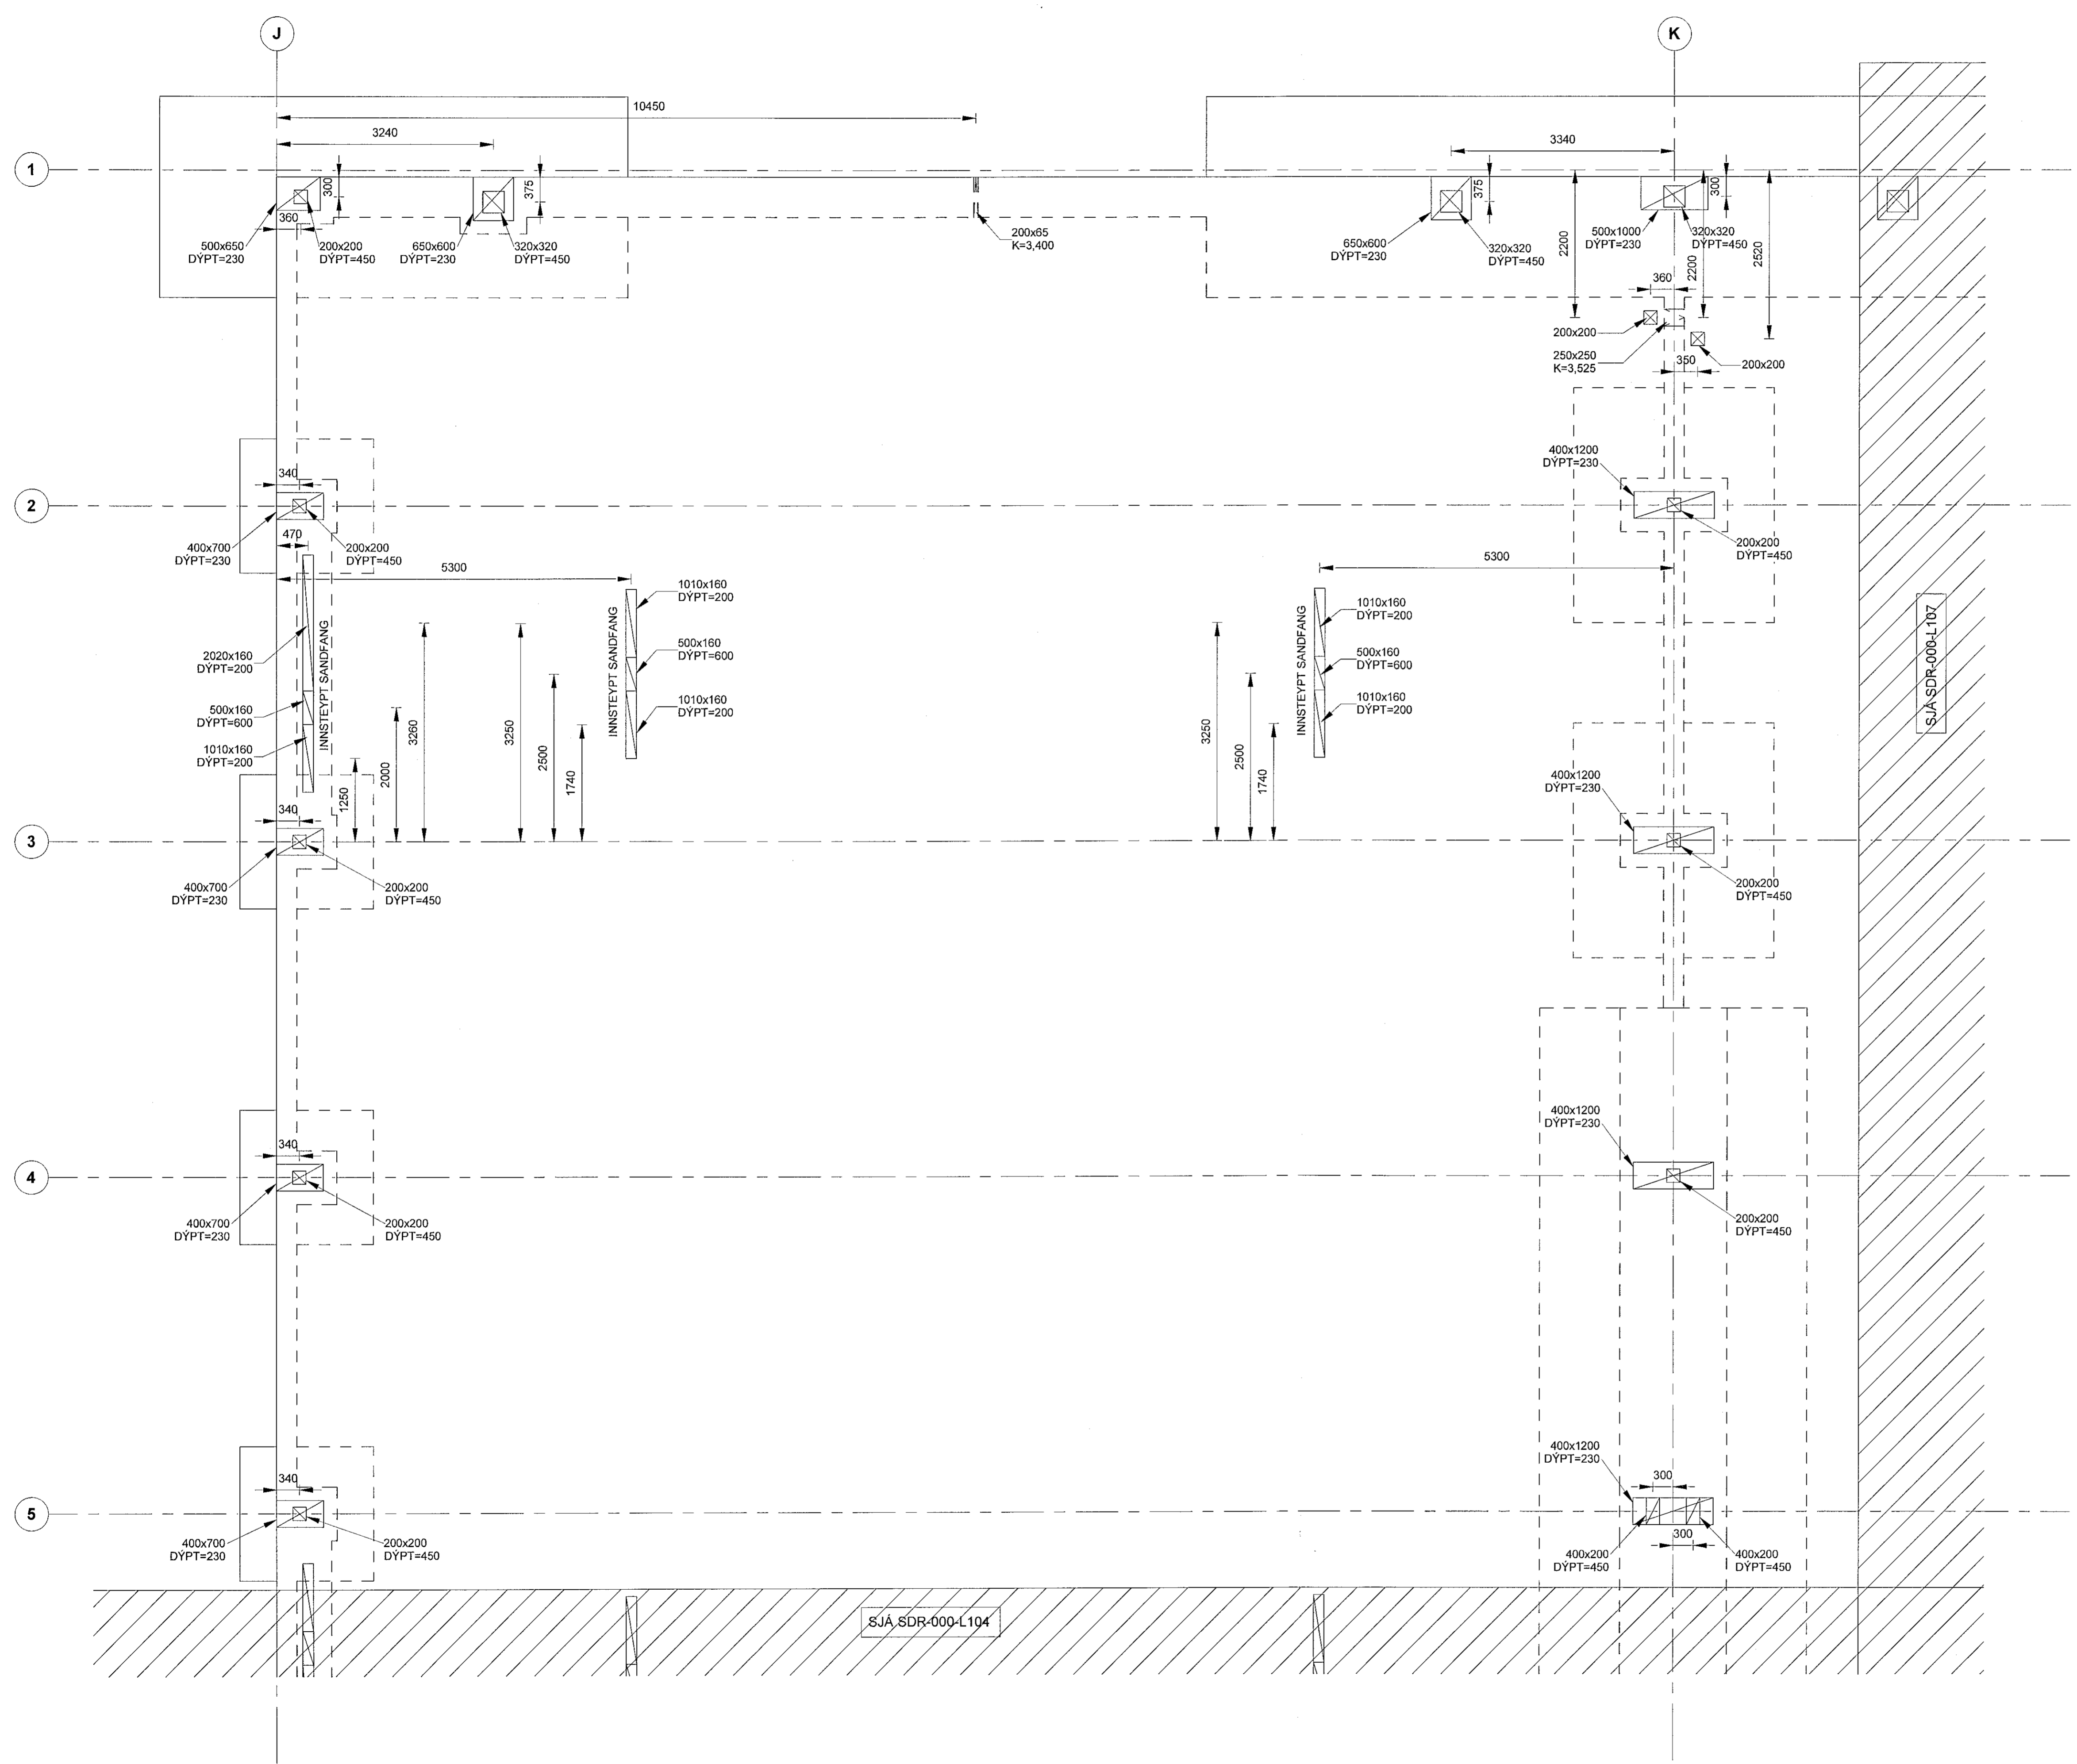 J
K
10450
3240
3340
1
300
375
375
300
360
500x650
DÝPT=230
200x200
DÝPT=450
650x600
DÝPT=230
320x320
DÝPT=450
200x65
K=3,400
650x600
DÝPT=230
320x320
DÝPT=450
500x1000
DÝPT=230
320x320
DÝPT=450
2200
2200
2520
360
200x200
250x250
K=3,525
350
200x200
2
340
400x700
DÝPT=230
470
200x200
DÝPT=450
400x1200
DÝPT=230
200x200
DÝPT=450
5300
5300
2020x160
DÝPT=200
500x160
DÝPT=600
1010x160
DÝPT=200
INNSTEYPT SANDFANG
1250
2000
3260
3250
2500
1740
INNSTEYPT SANDFANG
1010x160
DÝPT=200
500x160
DÝPT=600
1010x160
DÝPT=200
3250
2500
1740
INNSTEYPT SANDFANG
1010x160
DÝPT=200
500x160
DÝPT=600
1010x160
DÝPT=200
SJÁ SDR-000-L107
3
340
400x700
DÝPT=230
200x200
DÝPT=450
400x1200
DÝPT=230
200x200
DÝPT=450
4
340
400x700
DÝPT=230
200x200
DÝPT=450
400x1200
DÝPT=230
200x200
DÝPT=450
5
340
400x700
DÝPT=230
200x200
DÝPT=450
400x1200
DÝPT=230
300
300
400x200
DÝPT=450
400x200
DÝPT=450
SJÁ SDR-000-L104